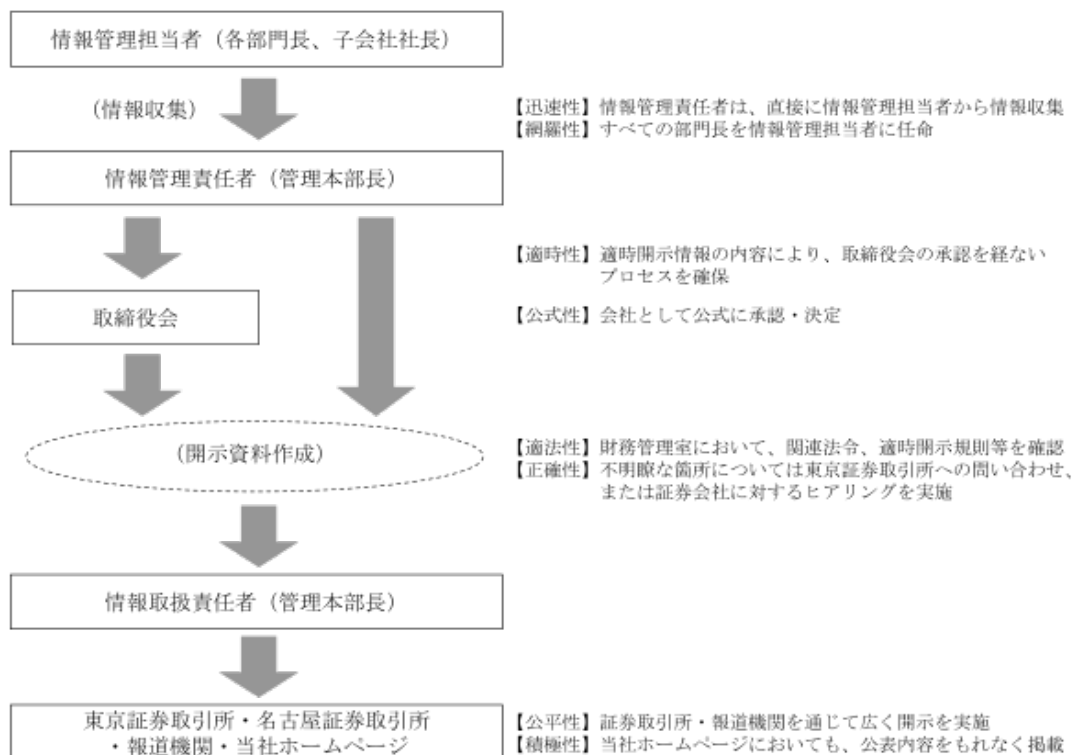 情報管理担当者（各部門長、子会社社長）
（情報収集）
【迅速性】情報管理責任者は、直接に情報管理担当者から情報収集
【網羅性】すべての部門長を情報管理担当者に任命
情報管理責任者（管理本部長）
【適時性】適時開示情報の内容により、取締役会の承認を経ない
プロセスを確保
取締役会
【公式性】会社として公式に承認・決定
（開示資料作成）
【適法性】財務管理室において、関連法令、適時開示規則等を確認
【正確性】不明瞭な箇所については東京証券取引所への問い合わせ、
または証券会社に対するヒアリングを実施
情報取扱責任者（管理本部長）
東京証券取引所・名古屋証券取引所
・報道機関・当社ホームページ
【公平性】証券取引所・報道機関を通じて広く開示を実施
【積極性】当社ホームページにおいても、公表内容をもれなく掲載